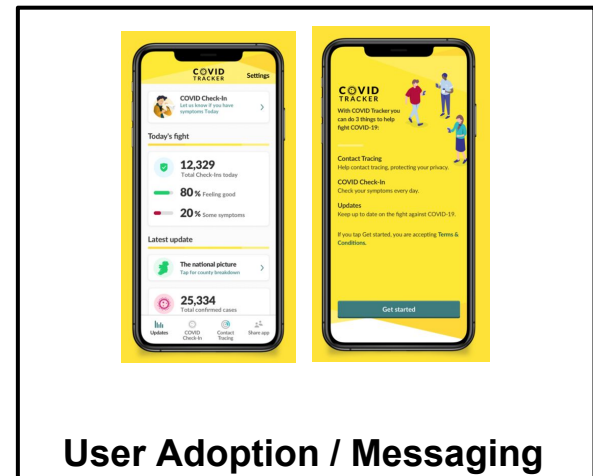 COVID
TRACKER
Settings
COVID Check-In
Let us know if you have
symptoms Today
Today's fight
12,329
Total Check-Ins today
80% Feeling good
20% Some symptoms
Latest update
The national picture
Tap for county breakdown
25,334
Total confirmed cases
Updates
COVID
Check-In
Contact
Tracing
Share app
COVID
TRACKER
With COVID Tracker you
can do 3 things to help
fight COVID-19:
Contact Tracing
Help contact tracing, protecting your privacy.
COVID Check-In
Check your symptoms every day.
Updates
Keep up to date on the fight against COVID-19.
If you tap Get started, you are accepting Terms &
Conditions.
Get started
User Adoption / Messaging